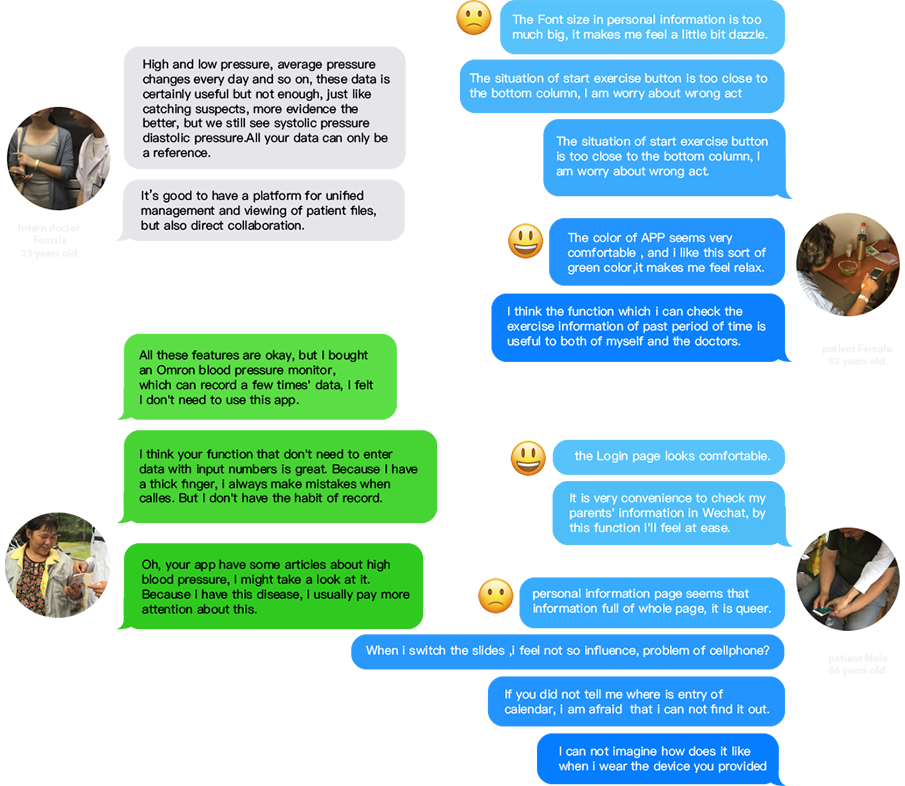 High and low pressure, average pressure
changes every day and so on, these data is
certainly useful but not enough, just like
catching suspects, more evidence the
better, but we still see systolic pressure
diastolic pressure.All your data can only be
a reference.
It's good to have a platform for unified
management and viewing of patient files,
but also direct collaboration.
Intern doctor
Female
25 years old
The Font size in personal information is too
much big, it makes me feel a little bit dazzle.
The situation of start exercise button is too close to
the bottom column, I am worry about wrong act
The situation of start exercise button
is too close to the bottom column, I
am worry about wrong act.
The color of APP seems very
comfortable , and i like this sort of
green color,it makes me feel relax.
I think the function which i can check the
exercise information of past period of time is
useful to both of myself and the doctors.
patient Female
52 years old
All these features are okay, but I bought
an Omron blood pressure monitor,
which can record a few times' data, I felt
I don't need to use this app.
I think your function that don't need to enter
data with input numbers is great. Because I have
a thick finger, i always make mistakes when
calles. But I don't have the habit of record.
Oh, your app have some articles about high
blood pressure, I might take a look at it.
Because I have this disease, I usually pay more
attention about this.
the Login page looks comfortable.
It is very convenience to check my
parents' information in Wechat, by
this function i'll feel at ease.
personal information page seems that
information full of whole page, it is queer.
When i switch the slides ,i feel not so influence, problem of cellphone?
If you did not tell me where is entry of
calendar, i am afraid that i can not find it out.
I can not imagine how does it like
when i wear the device you provided
patient Male
66 years old